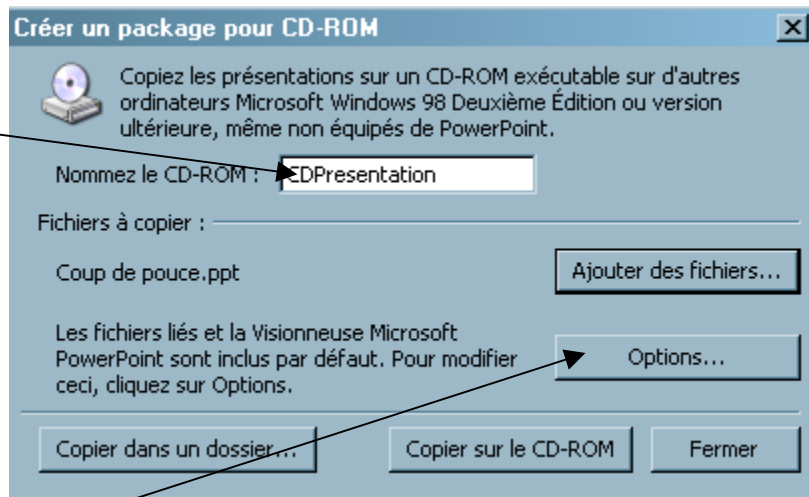 Créer un package pour CD-ROM
Copiez les présentations sur un CD-ROM exécutable sur d'autres
ordinateurs Microsoft Windows 98 Deuxième Édition ou version
ultérieure, même non équipés de PowerPoint.
Nommez le CD-ROM : CDPresentation
Fichiers à copier :
Coup de pouce.ppt
Ajouter des fichiers...
Les fichiers liés et la Visionneuse Microsoft
PowerPoint sont inclus par défaut. Pour modifier
ceci, cliquez sur Options.
Options...
Copier dans un dossier... Copier sur le CD-ROM Fermer